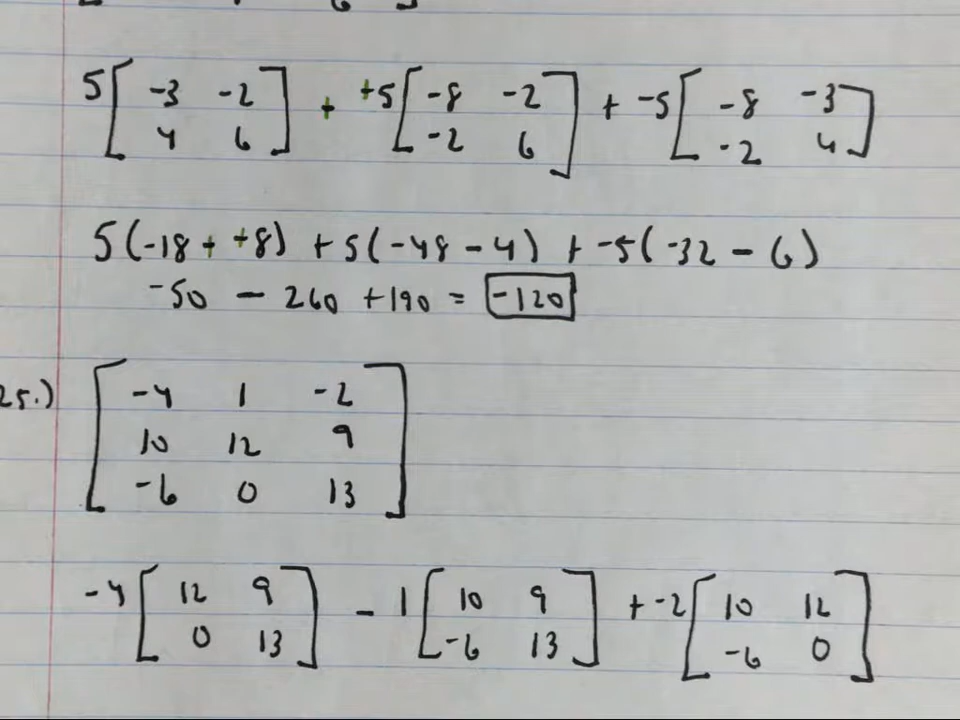 5[ -3 -2 ] + +5[ -8 -2 ] + -5[ -8 -3 ]
[ 4 6 ] [ -2 6 ] [ -2 4 ]
5(-18+ +8) +5(-48-4) + -5(-32-6)
-50 - 260 +190 = -120
25.) [ -4 1 -2 ]
[ 10 12 9 ]
[ -6 0 13 ]
-4[ 12 9 ] - 1[ 10 9 ] + -2[ 10 12 ]
[ 0 13 ] [ -6 13 ] [ -6 0 ]